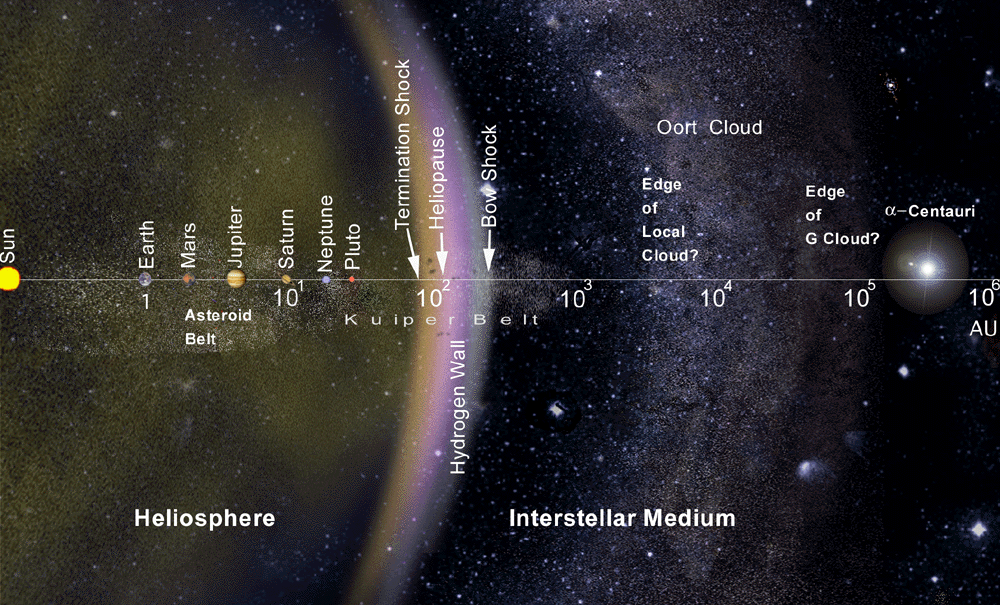 Sun
Earth
Mars
Jupiter
Saturn
Neptune
Pluto
Termination Shock
Heliopause
Bow Shock
Oort Cloud
Edge
of
Local
Cloud?
Edge
of
G Cloud?
α–Centauri
1
10¹
10²
10³
10⁴
10⁵
10⁶
AU
Asteroid
Belt
Kuiper Belt
Hydrogen Wall
Heliosphere
Interstellar Medium